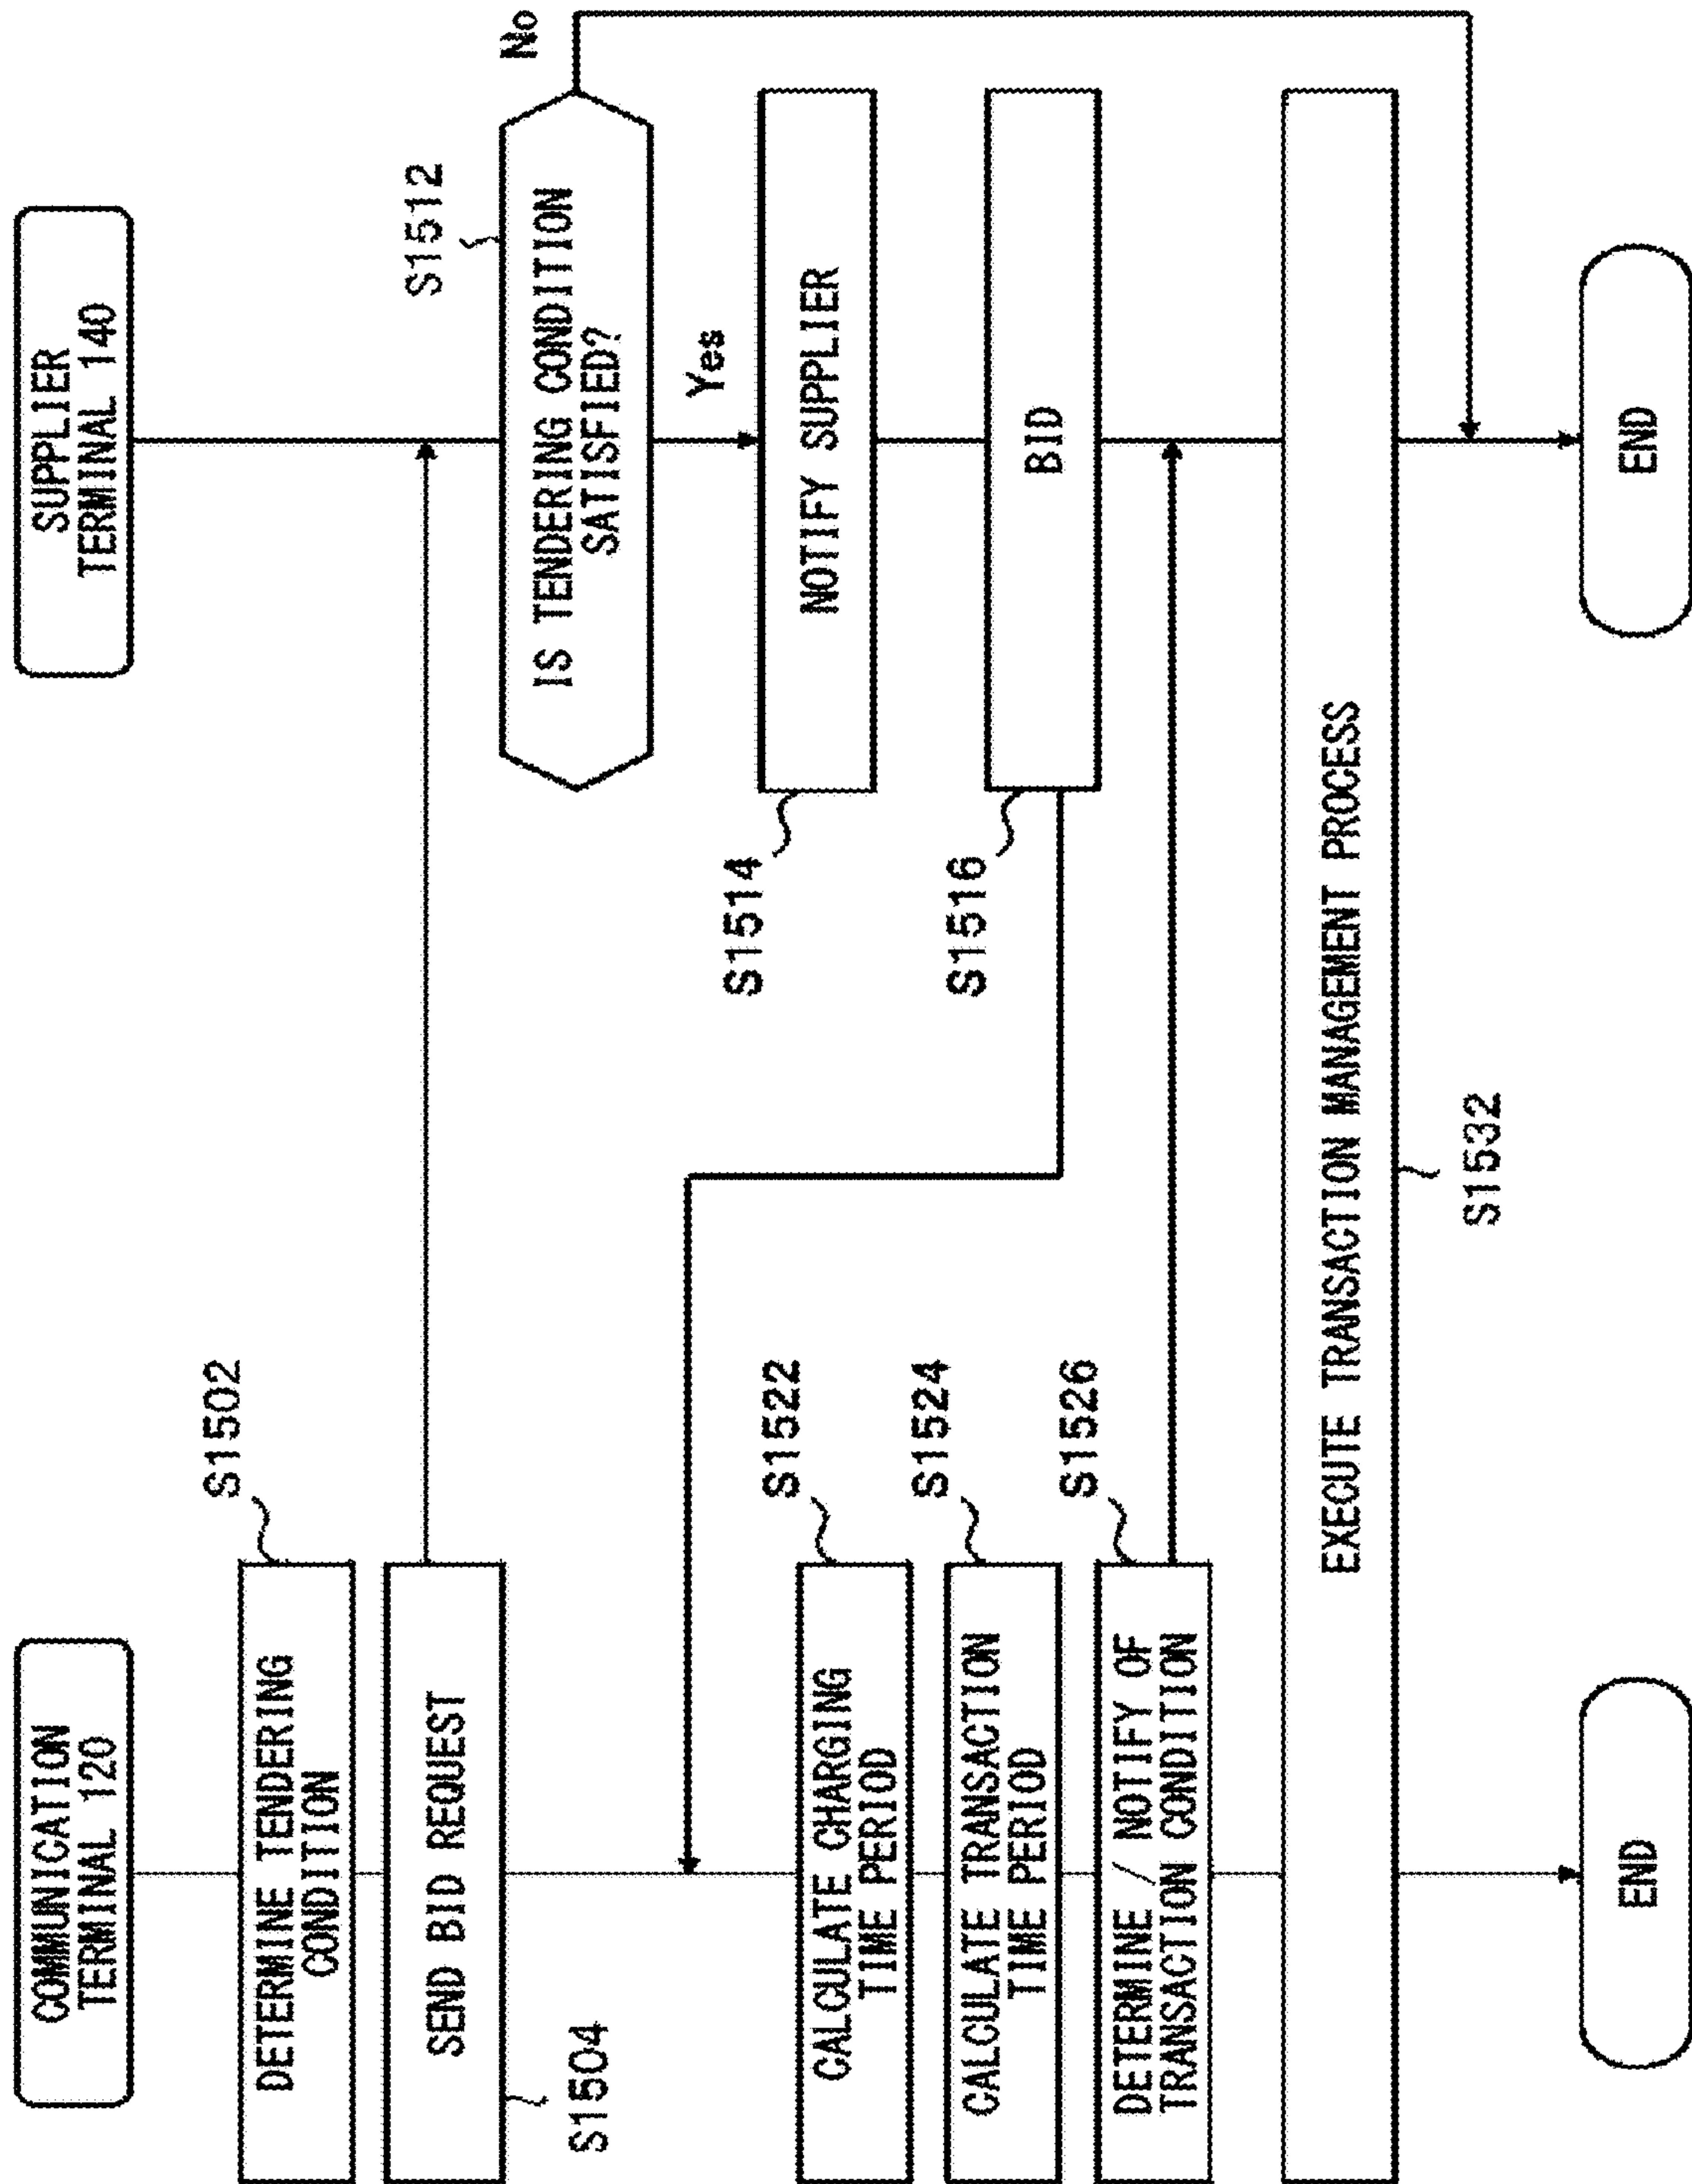 COMMUNICATION
TERMINAL 120
SUPPLIER
TERMINAL 140
S1502
DETERMINE TENDERING
CONDITION
SEND BID REQUEST
S1504
S1512
IS TENDERING CONDITION
SATISFIED?
No
Yes
S1514
NOTIFY SUPPLIER
S1516
BID
S1522
CALCULATE CHARGING
TIME PERIOD
S1524
CALCULATE TRANSACTION
TIME PERIOD
S1526
DETERMINE / NOTIFY OF
TRANSACTION CONDITION
EXECUTE TRANSACTION MANAGEMENT PROCESS
S1532
END
END